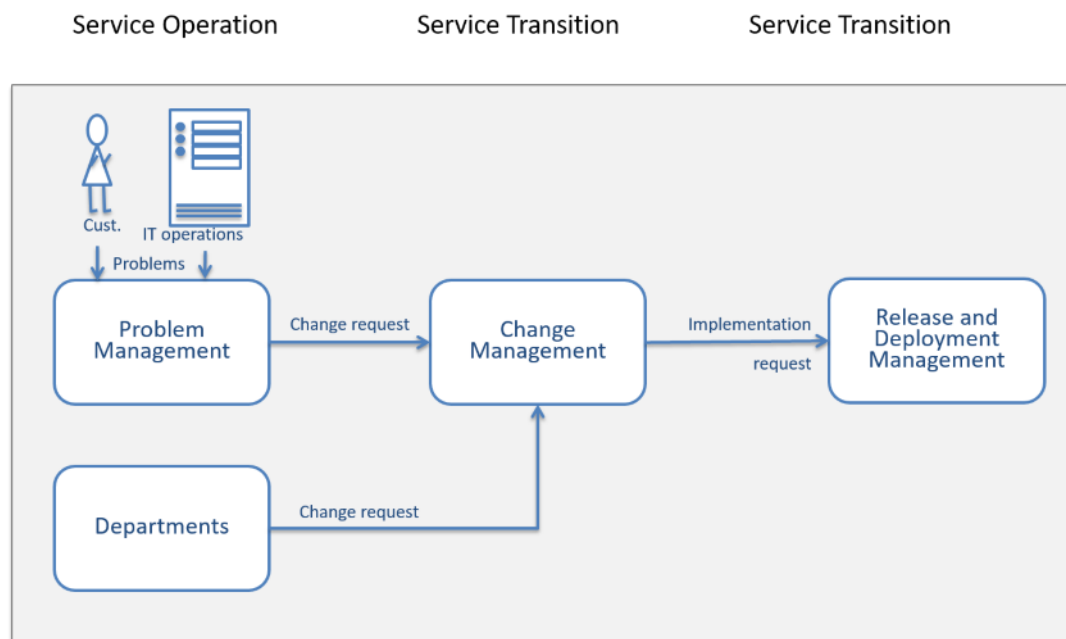 Service Operation
Service Transition
Service Transition
Cust.
IT operations
Problems
Problem
Management
Change request
Change
Management
Implementation
request
Release and
Deployment
Management
Departments
Change request